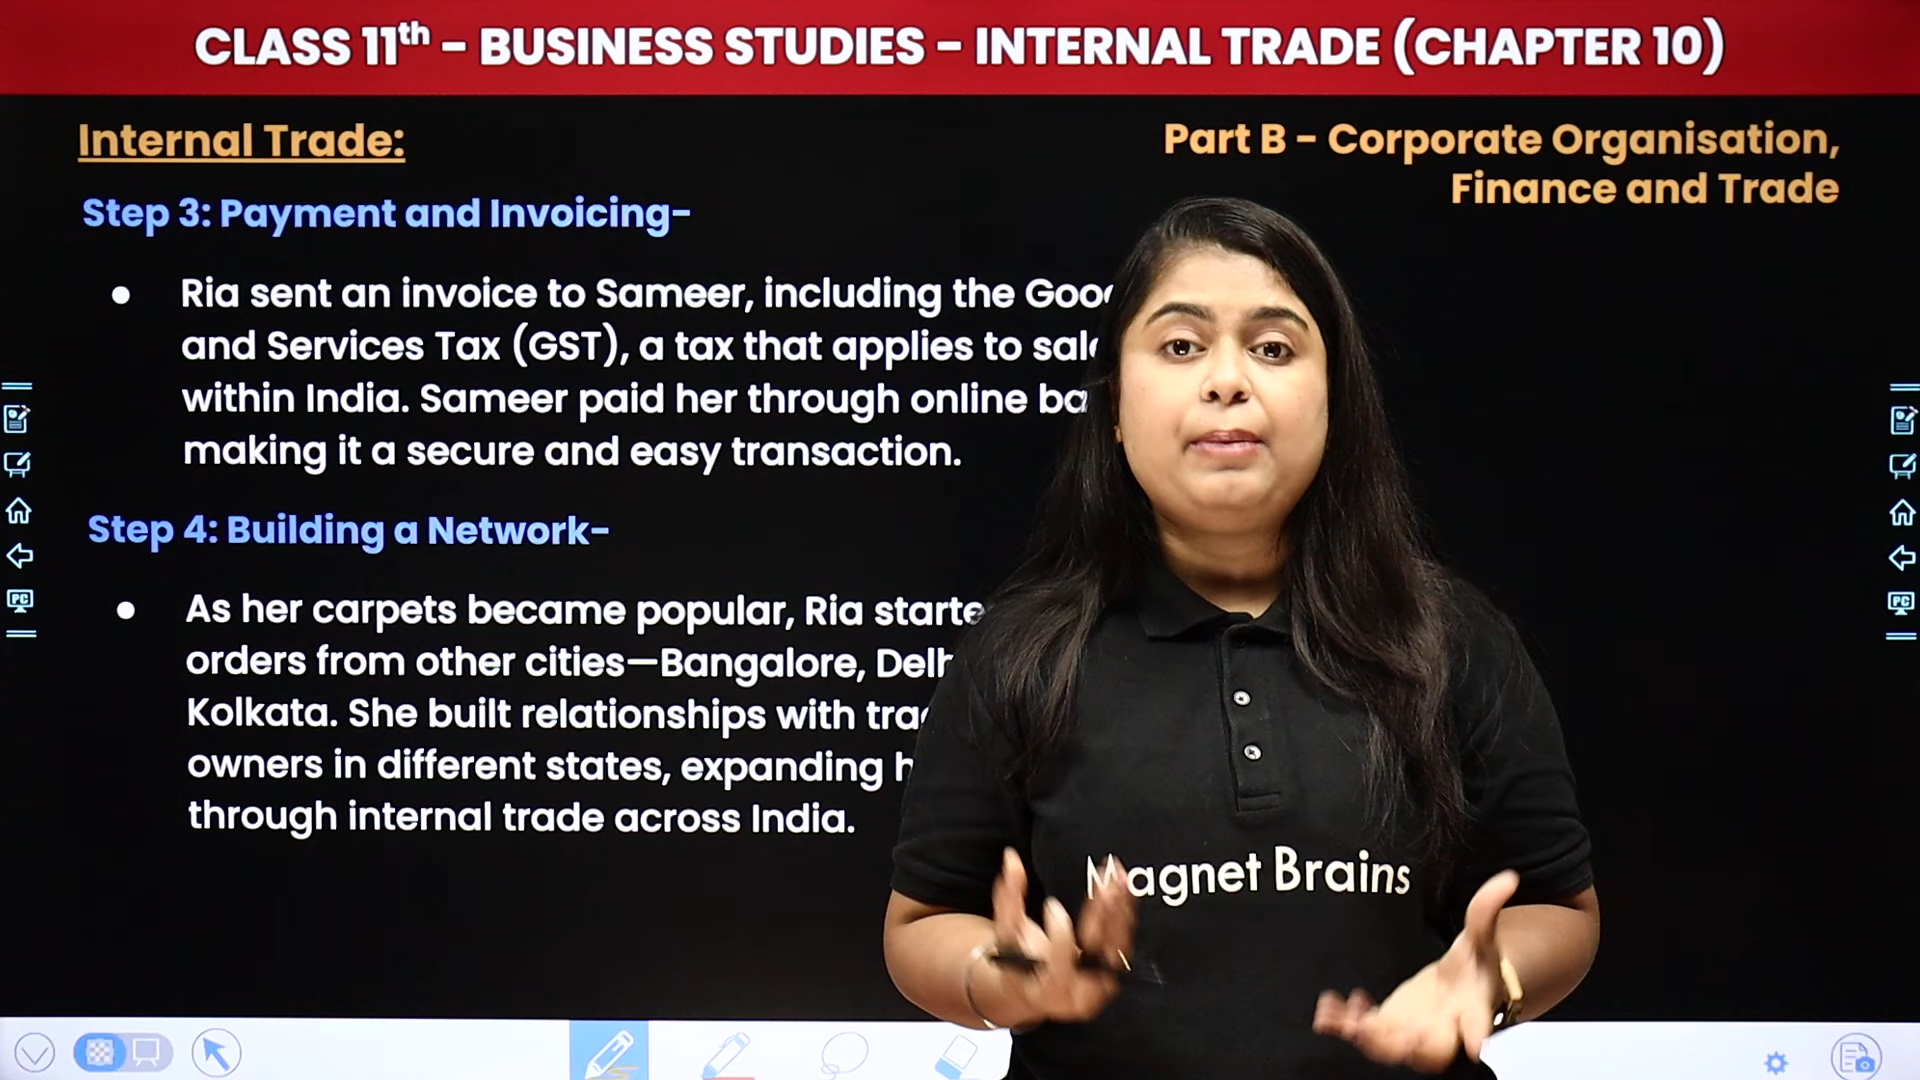 CLASS 11th - BUSINESS STUDIES - INTERNAL TRADE (CHAPTER 10)
Internal Trade:
Part B - Corporate Organisation,
Finance and Trade
Step 3: Payment and Invoicing-
● Ria sent an invoice to Sameer, including the
and Services Tax (GST), a tax that applies to
within India. Sameer paid her through online
making it a secure and easy transaction.
Step 4: Building a Network-
● As her carpets became popular, Ria
orders from other cities—Bangalore,
Kolkata. She built relationships with
owners in different states, expanding
through internal trade across India.
Magnet Brains
PC
PC